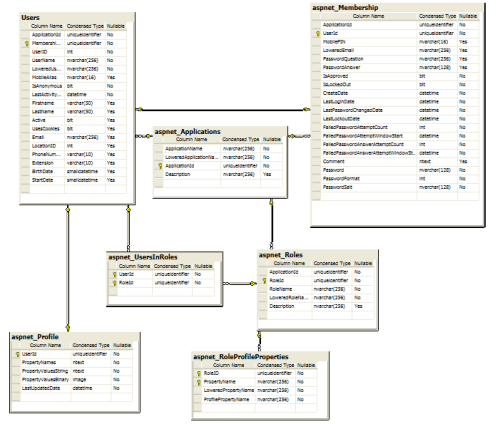 Users
Column Name Condensed Type Nullable
ApplicationId uniqueidentifier No
Membershi... uniqueidentifier No
UserID int No
UserName nvarchar(256) No
LoweredUs... nvarchar(256) No
MobileAlias nvarchar(16) Yes
IsAnonymous bit No
LastActivity... datetime No
Firstname varchar(30) Yes
Lastname varchar(30) Yes
Active bit Yes
UsesCookies bit Yes
Email nvarchar(256) Yes
LocationID int Yes
PhoneNum... varchar(10) Yes
Extension varchar(10) Yes
BirthDate smalldatetime Yes
StartDate smalldatetime Yes
aspnet_Membership
Column Name Condensed Type Nullable
ApplicationId uniqueidentifier No
UserId uniqueidentifier No
MobilePIN nvarchar(16) Yes
LoweredEmail nvarchar(256) Yes
PasswordQuestion nvarchar(256) Yes
PasswordAnswer nvarchar(128) Yes
IsApproved bit No
IsLockedOut bit No
CreateDate datetime No
LastLoginDate datetime No
LastPasswordChangedDate datetime No
LastLockoutDate datetime No
FailedPasswordAttemptCount int No
FailedPasswordAttemptWindowStart datetime No
FailedPasswordAnswerAttemptCount int No
FailedPasswordAnswerAttemptWindowSt... datetime No
Comment ntext Yes
Password nvarchar(128) No
PasswordFormat int No
PasswordSalt nvarchar(128) No
aspnet_Applications
Column Name Condensed Type Nullable
ApplicationName nvarchar(256) No
LoweredApplicationNa... nvarchar(256) No
ApplicationId uniqueidentifier No
Description nvarchar(256) Yes
aspnet_UsersInRoles
Column Name Condensed Type Nullable
UserId uniqueidentifier No
RoleId uniqueidentifier No
aspnet_Roles
Column Name Condensed Type Nullable
ApplicationId uniqueidentifier No
RoleId uniqueidentifier No
RoleName nvarchar(256) No
LoweredRoleNa... nvarchar(256) No
Description nvarchar(256) Yes
aspnet_Profile
Column Name Condensed Type Nullable
UserId uniqueidentifier No
PropertyNames ntext No
PropertyValuesString ntext No
PropertyValuesBinary image No
LastUpdatedDate datetime No
aspnet_RoleProfileProperties
Column Name Condensed Type Nullable
RoleID uniqueidentifier No
PropertyName nvarchar(256) No
LoweredPropertyName nvarchar(256) No
ProfilePropertyName nvarchar(256) No